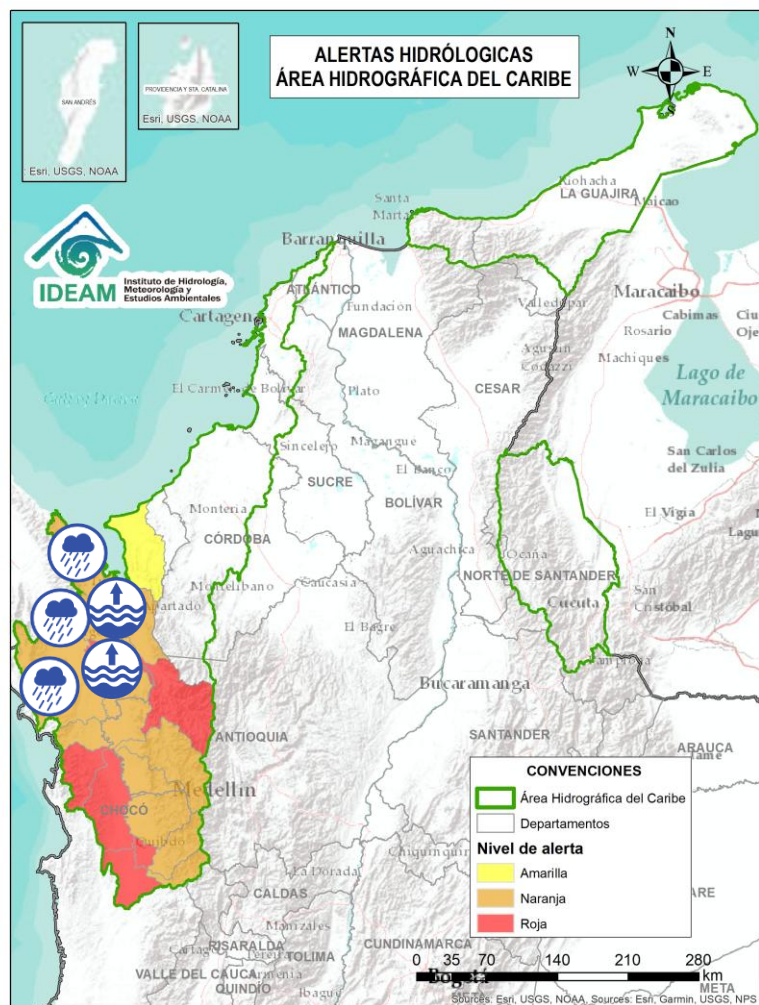 ALERTAS HIDRÓLOGICAS
ÁREA HIDROGRÁFICA DEL CARIBE
SAN ANDRÉS
Esri, USGS, NOAA
PROVIDENCIA Y STA. CATALINA
Esri, USGS, NOAA
N
W E
S
IDEAM
Instituto de Hidrología,
Meteorología y
Estudios Ambientales
Riohacha
LA GUAJIRA
Maicao
Santa
Marta
Barranquilla
ATLÁNTICO
Cartagena
Fundación
MAGDALENA
Valledupar
Maracaibo
Cabimas
Rosario
Machiques
Agustín
Codazzi
El Carmen de Bolívar
Plato
CESAR
Lago de
Maracaibo
Sincelejo
Magangué
SUCRE
El Banco
BOLÍVAR
San Carlos
del Zulia
Montería
CÓRDOBA
El Vigía
Aguachica
Ocaña
NORTE DE SANTANDER
Montelíbano
Caucasia
Apartado
Cúcuta
San
Cristóbal
El Bagre
Pamplona
Bucaramanga
ANTIOQUIA
SANTANDER
ARAUCA
Medellín
CHOCÓ
Quibdó
La Dorada
CALDAS
Manizales
RISARALDA
Pereira
TOLIMA
CUNDINAMARCA
VALLE DEL CAUCA
Armenia
QUINDÍO
Ibagué
Bogotá
META
CONVENCIONES
Área Hidrográfica del Caribe
Departamentos
Nivel de alerta
Amarilla
Naranja
Roja
0 35 70 140 210 280
km
Sources: Esri, USGS, NOAA, Sources: Esri, Garmin, USGS, NPS